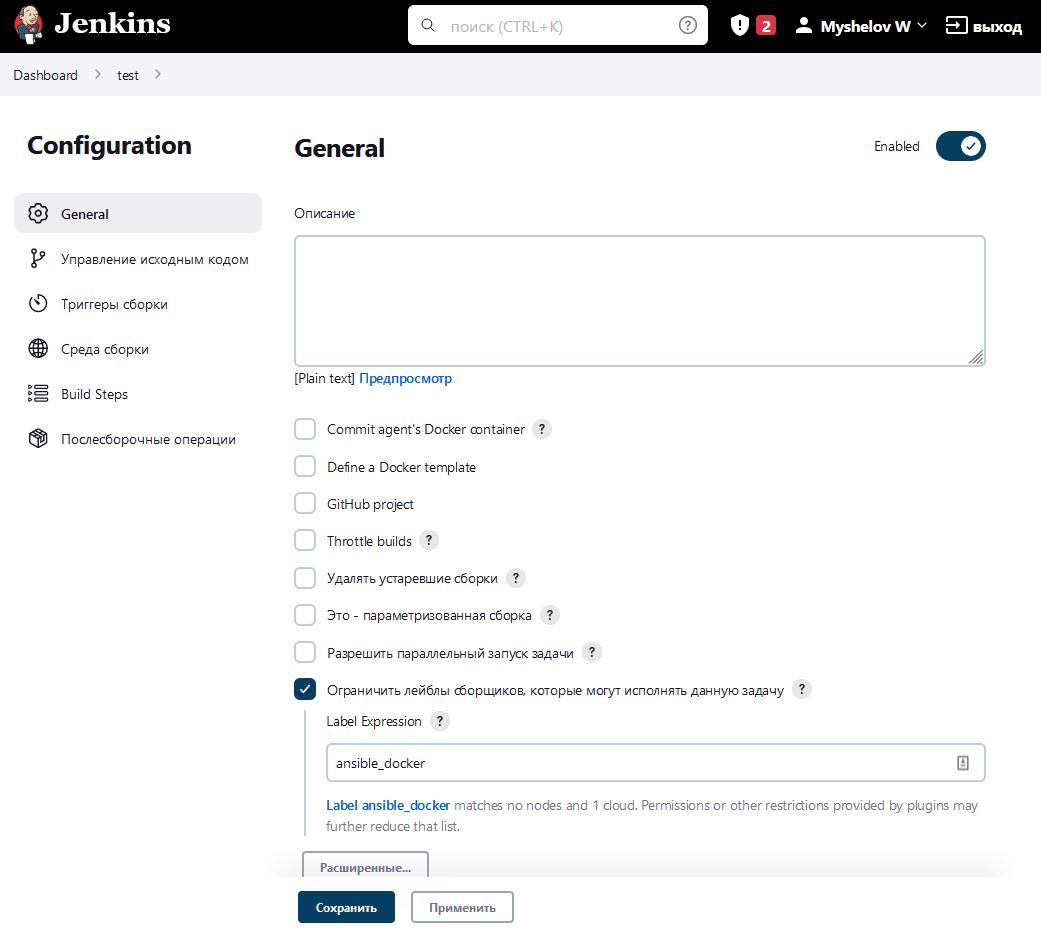 Jenkins
поиск (CTRL+K)
?
2
Myshelov W
выход
Dashboard
test
Configuration
General
Enabled
General
Управление исходным кодом
Триггеры сборки
Среда сборки
Build Steps
Послесборочные операции
Описание
[Plain text] Предпросмотр
Commit agent's Docker container ?
Define a Docker template
GitHub project
Throttle builds ?
Удалять устаревшие сборки ?
Это - параметризованная сборка ?
Разрешить параллельный запуск задачи ?
Ограничить лейблы сборщиков, которые могут исполнять данную задачу ?
Label Expression ?
ansible_docker
Label ansible_docker matches no nodes and 1 cloud. Permissions or other restrictions provided by plugins may
further reduce that list.
Расширенные...
Сохранить
Применить